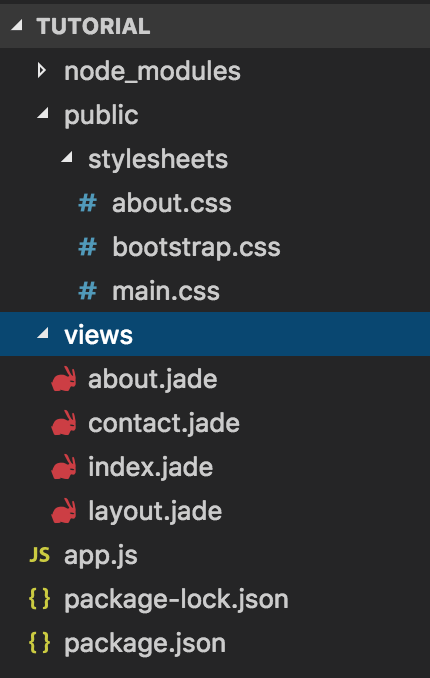 TUTORIAL
node_modules
public
stylesheets
# about.css
# bootstrap.css
# main.css
views
about.jade
contact.jade
index.jade
layout.jade
JS app.js
{ } package-lock.json
{ } package.json